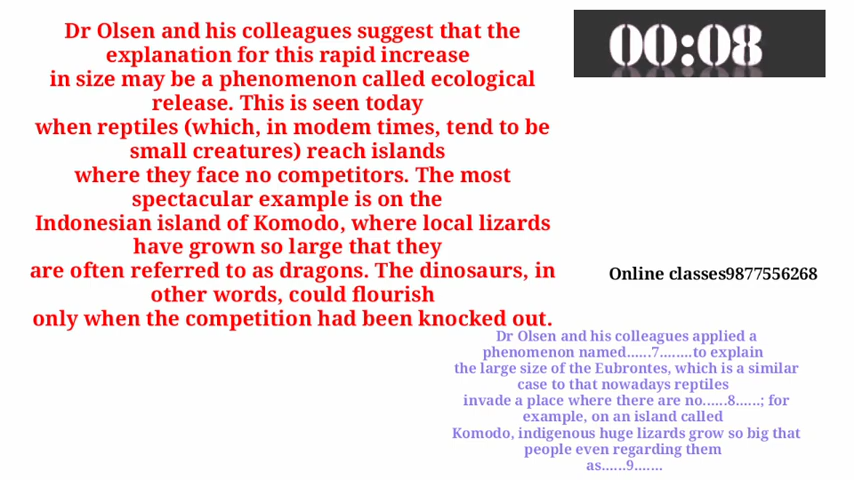 Dr Olsen and his colleagues suggest that the
explanation for this rapid increase
in size may be a phenomenon called ecological
release. This is seen today
when reptiles (which, in modem times, tend to be
small creatures) reach islands
where they face no competitors. The most
spectacular example is on the
Indonesian island of Komodo, where local lizards
have grown so large that they
are often referred to as dragons. The dinosaurs, in
other words, could flourish
only when the competition had been knocked out.
00:08
Online classes9877556268
Dr Olsen and his colleagues applied a
phenomenon named......7........to explain
the large size of the Eubrontes, which is a similar
case to that nowadays reptiles
invade a place where there are no......8......; for
example, on an island called
Komodo, indigenous huge lizards grow so big that
people even regarding them
as......9.......